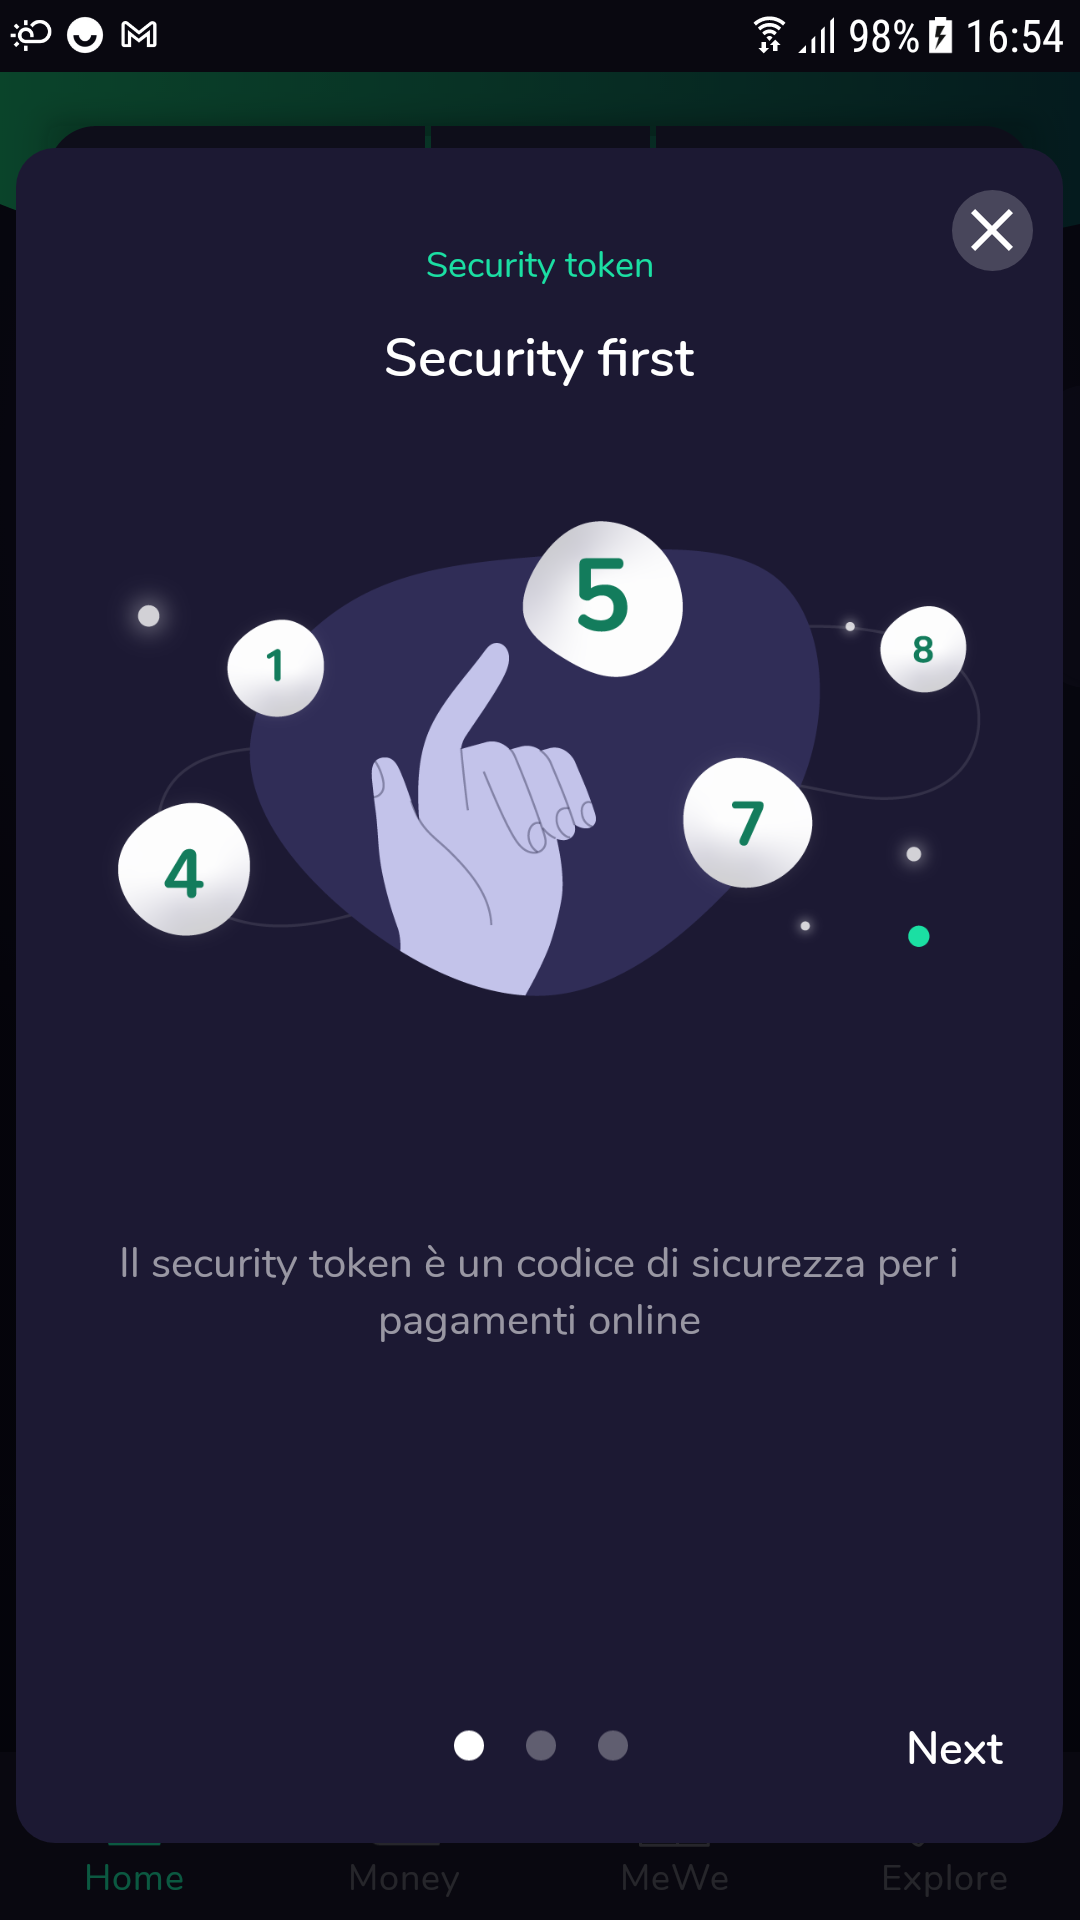 98% 16:54
Security token
Security first
5
1
8
7
4
Il security token è un codice di sicurezza per i
pagamenti online
Next
Home Money MeWe Explore